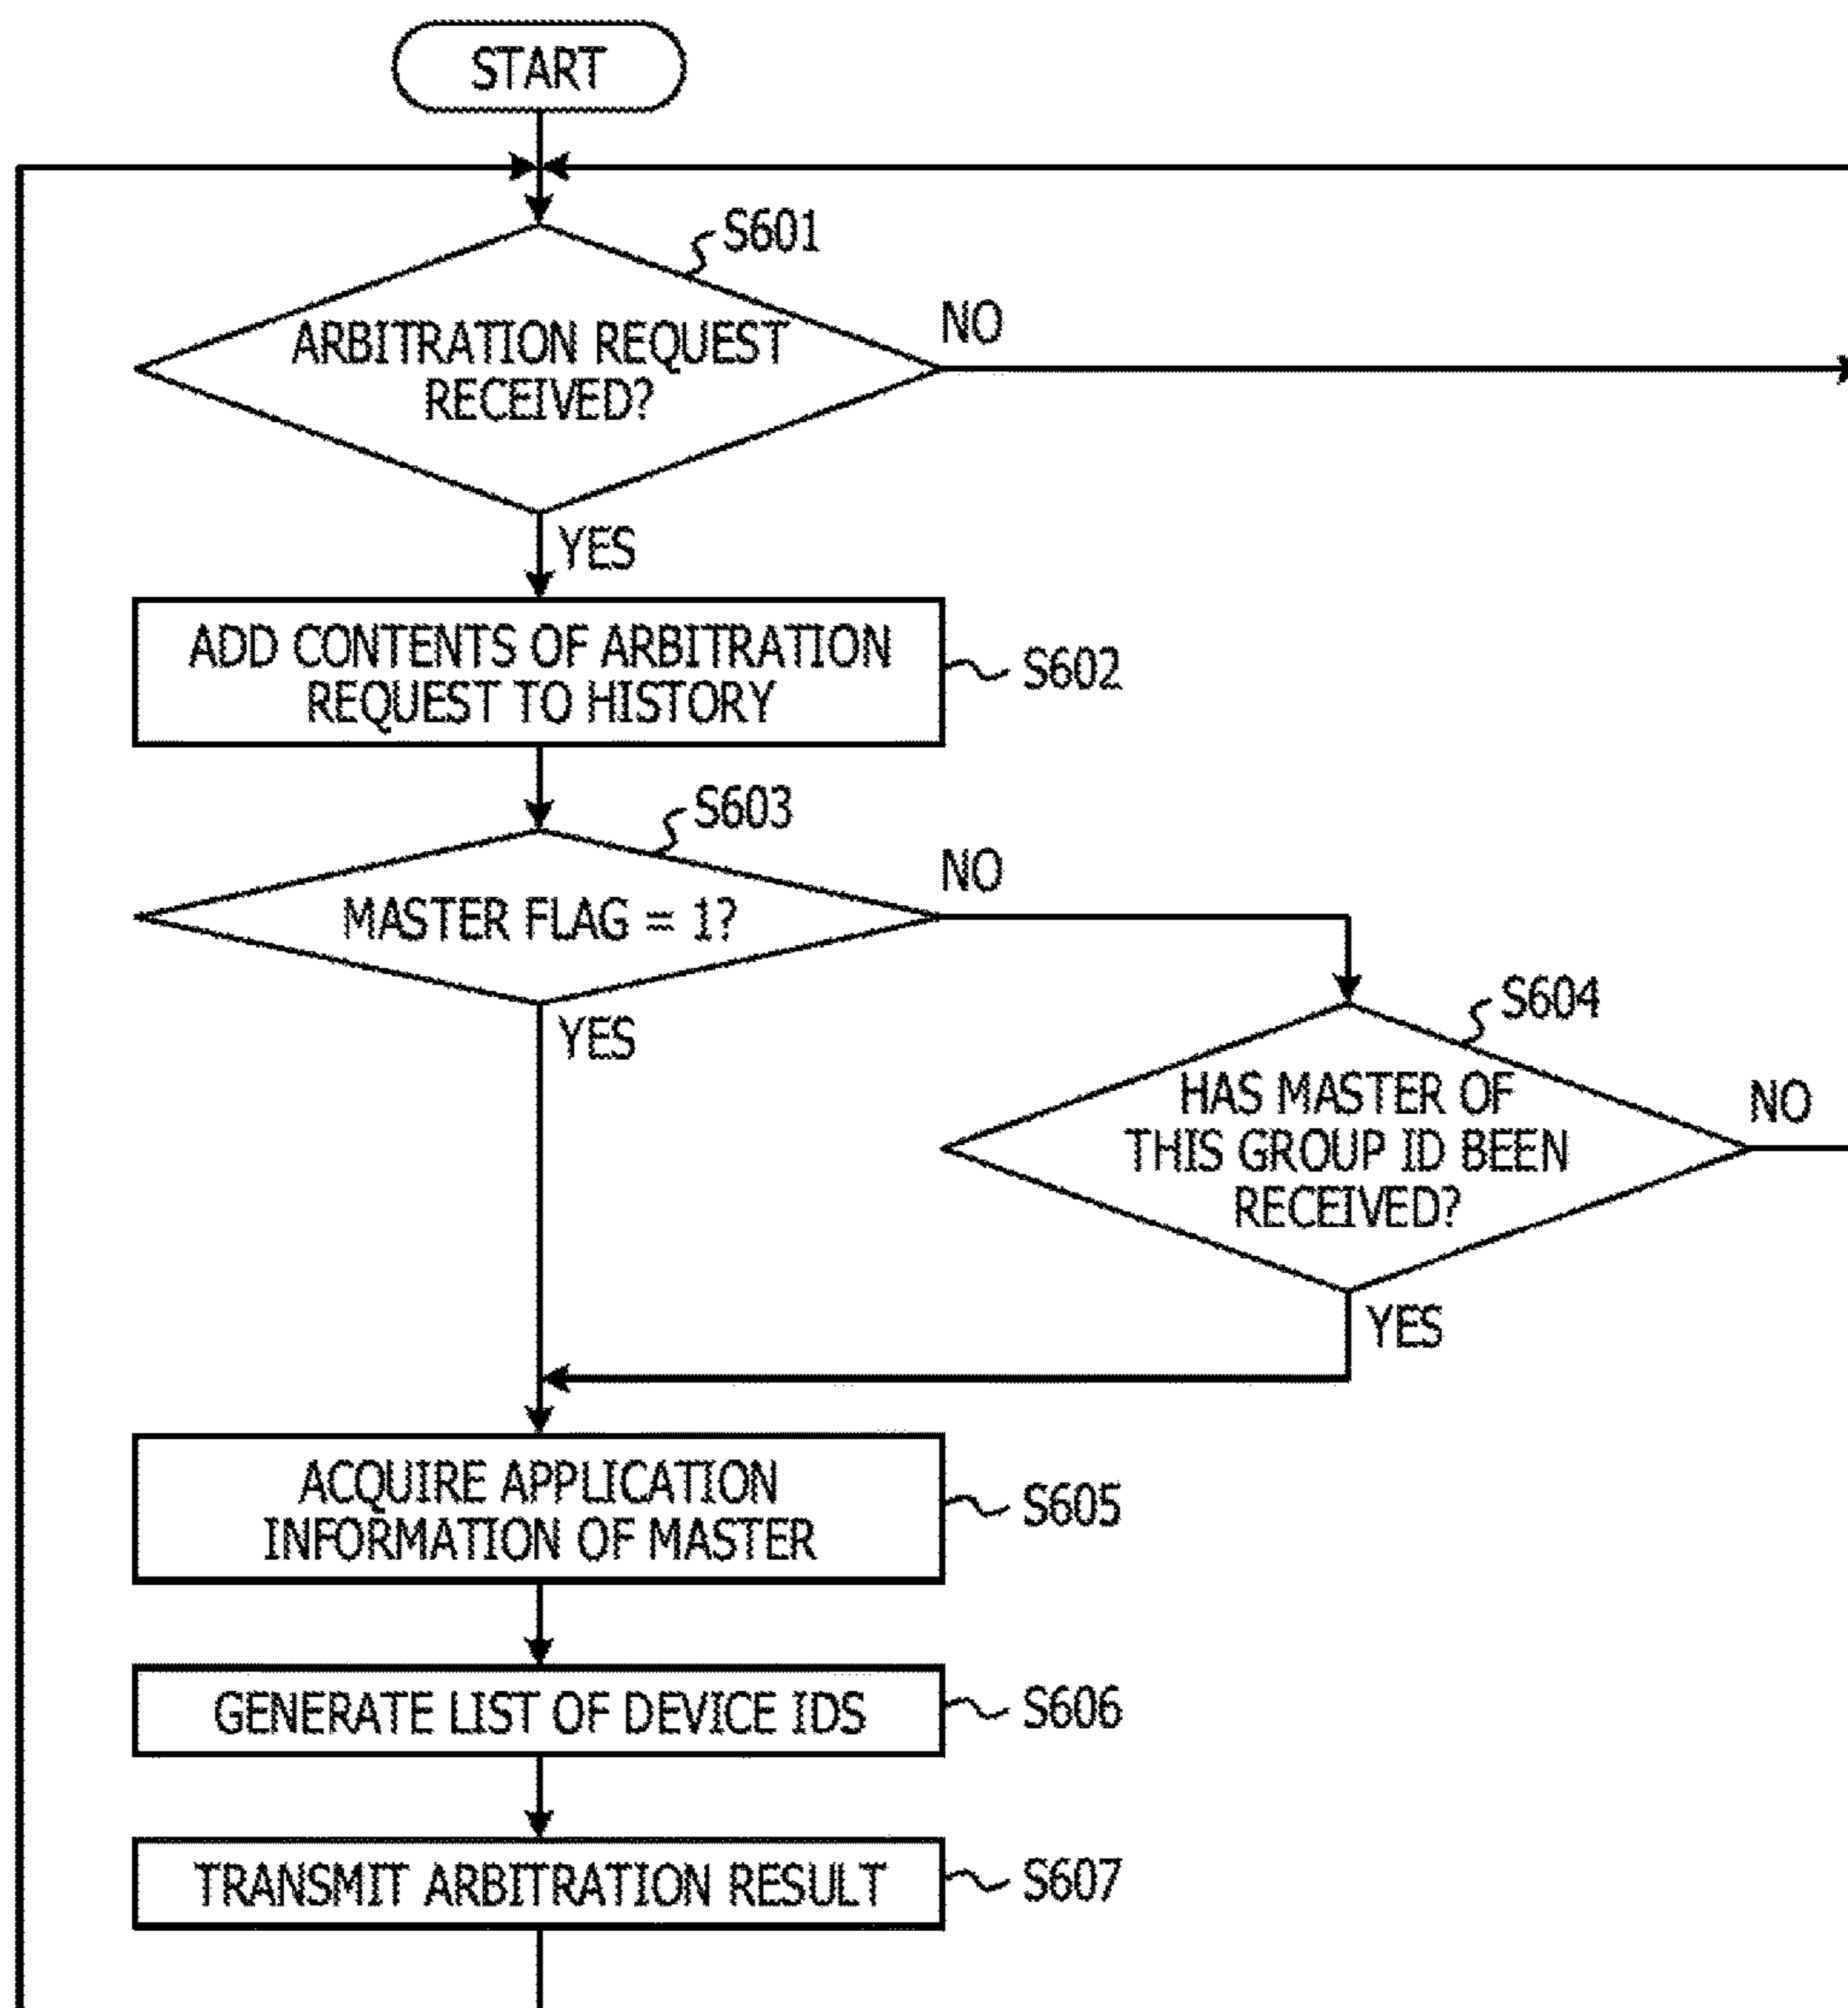 START
S601
ARBITRATION REQUEST
RECEIVED?
NO
YES
ADD CONTENTS OF ARBITRATION
REQUEST TO HISTORY
S602
S603
MASTER FLAG = 1?
NO
YES
S604
HAS MASTER OF
THIS GROUP ID BEEN
RECEIVED?
NO
YES
ACQUIRE APPLICATION
INFORMATION OF MASTER
S605
GENERATE LIST OF DEVICE IDS
S606
TRANSMIT ARBITRATION RESULT
S607